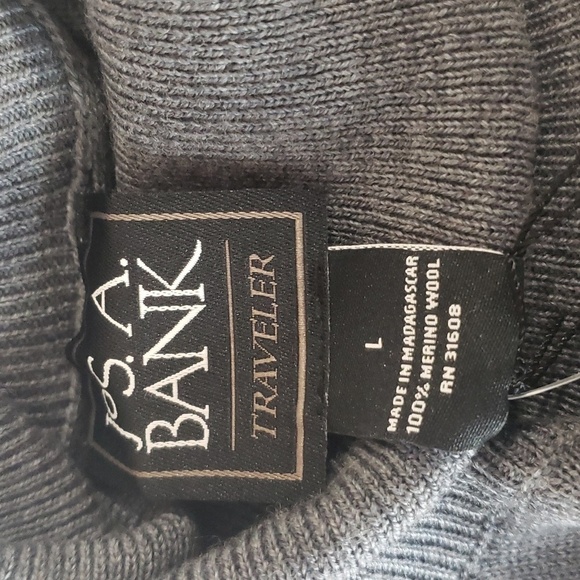 JoS. A.
BANK
TRAVELER
L
MADE IN MADAGASCAR
100% MERINO WOOL
RN 31608